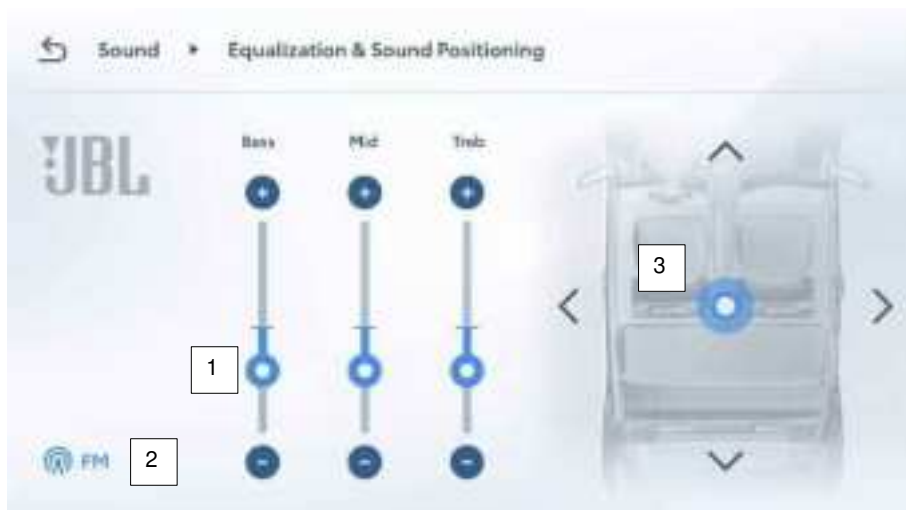 Sound ▸ Equalization & Sound Positioning
JBL
Bass Mid Treb
+ + +
3
1
FM 2
- - -